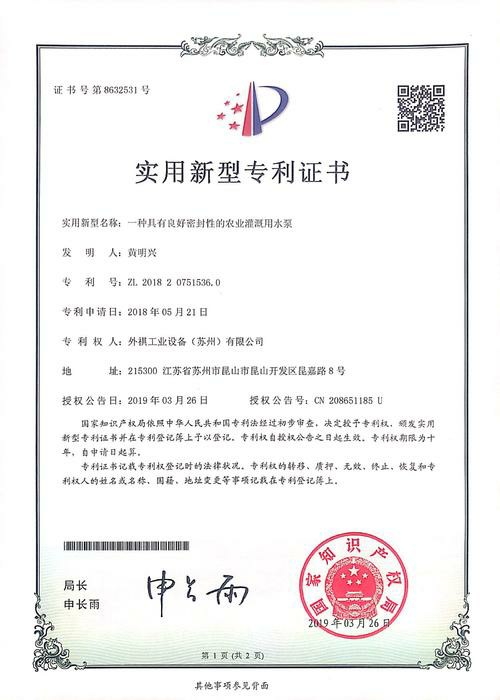 证书号第8632531号
实用新型专利证书
实用新型名称：一种具有良好密封性的农业灌溉用水泵
发明人：黄明兴
专利号：ZL 2018 2 0751536.0
专利申请日：2018年05月21日
专利权人：外祺工业设备（苏州）有限公司
地址：215300 江苏省苏州市昆山市昆山开发区昆嘉路8号
授权公告日：2019年03月26日 授权公告号：CN 208651185 U
国家知识产权局依照中华人民共和国专利法经过初步审查，决定授予专利权，颁发实用
新型专利证书并在专利登记簿上予以登记。专利权自授权公告之日起生效。专利权期限为十
年，自申请日起算。
专利证书记载专利权登记时的法律状况。专利权的转移、质押、无效、终止、恢复和专
利权人的姓名或名称、国籍、地址变更等事项记载在专利登记簿上。
局长
申长雨
申长雨
国家知识产权局
2019年03月26日
第1页(共2页)
其他事项参见背面